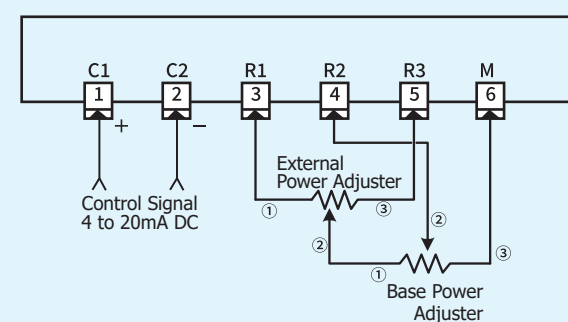 C1 C2 R1 R2 R3 M
1 2 3 4 5 6
+ −
External
Power Adjuster
Control Signal
4 to 20mA DC
① ③
② ②
① ③
Base Power
Adjuster